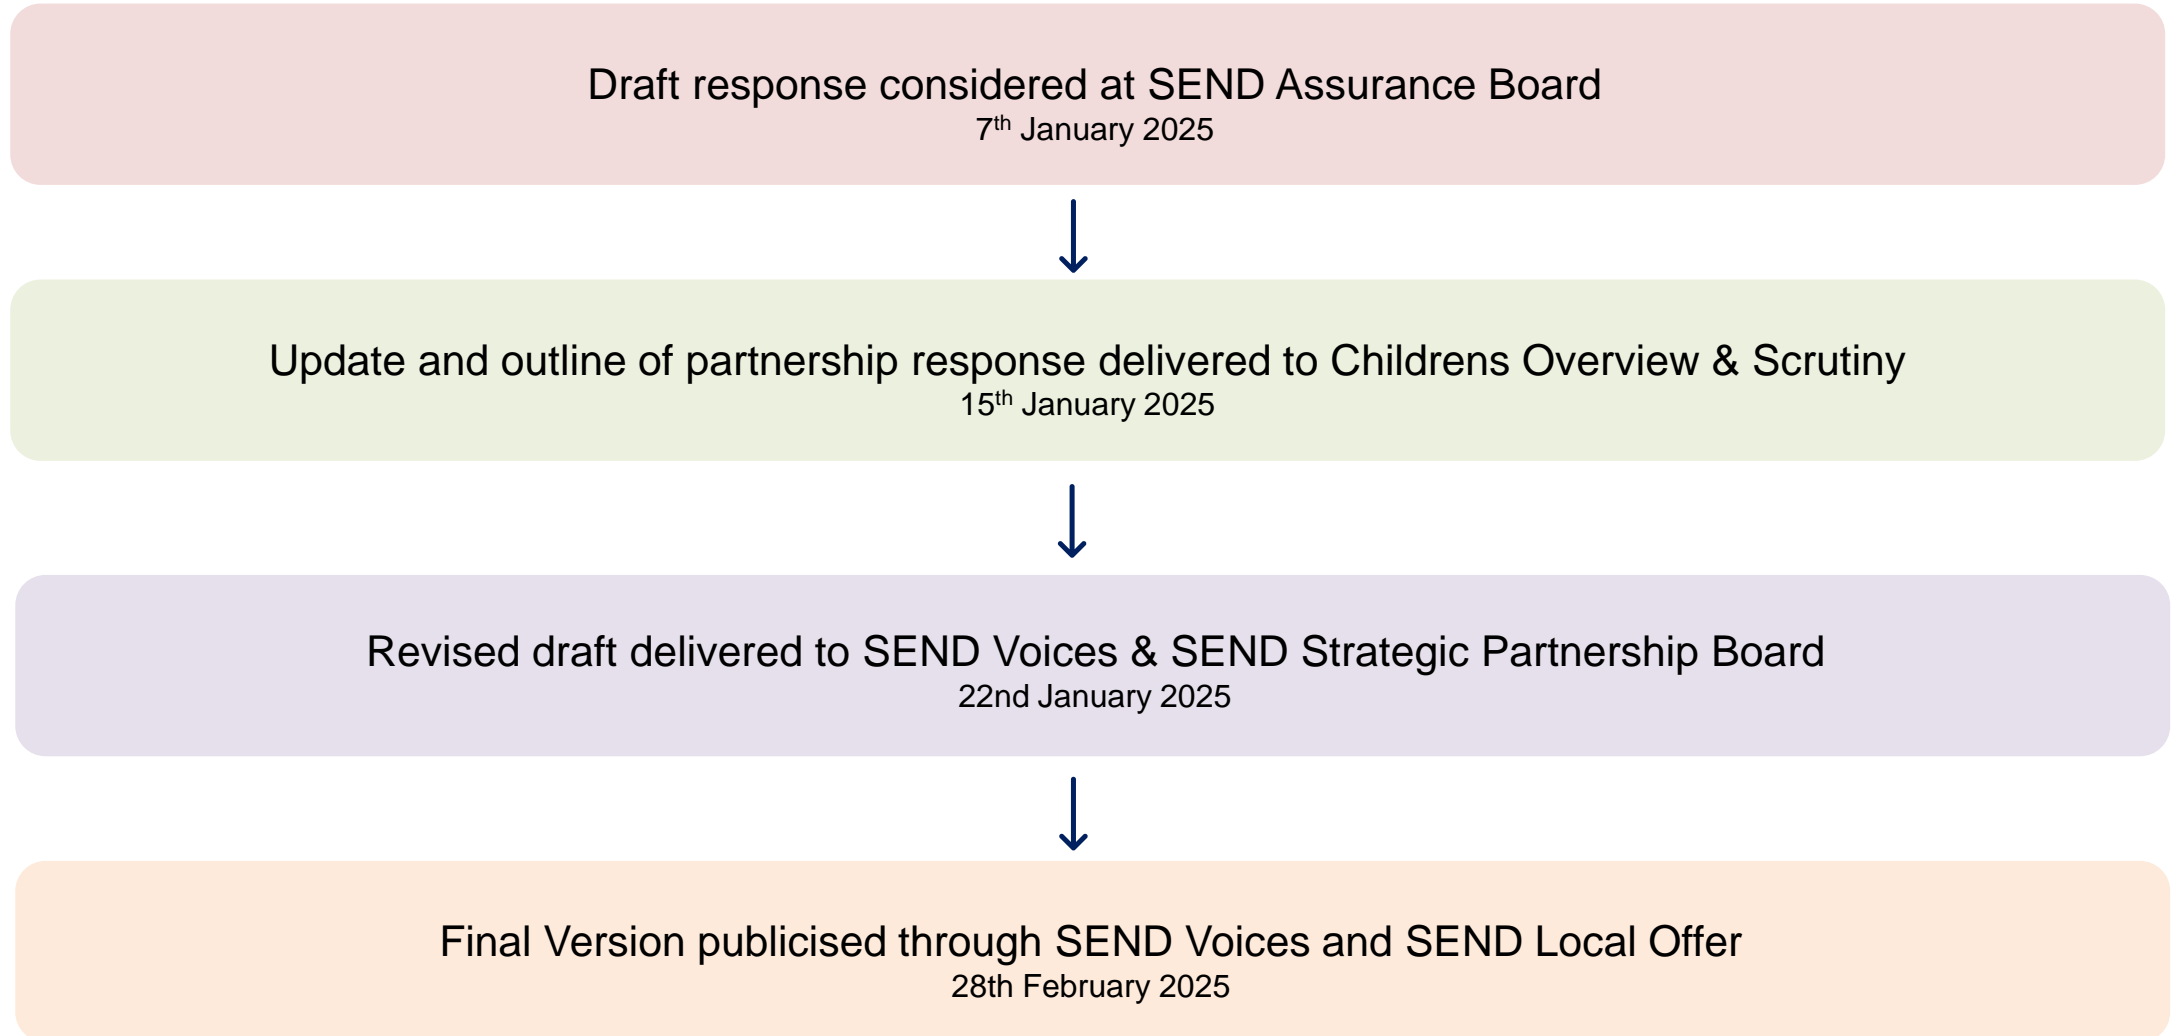 Draft response considered at SEND Assurance Board
7th January 2025
Update and outline of partnership response delivered to Childrens Overview & Scrutiny
15th January 2025
Revised draft delivered to SEND Voices & SEND Strategic Partnership Board
22nd January 2025
Final Version publicised through SEND Voices and SEND Local Offer
28th February 2025